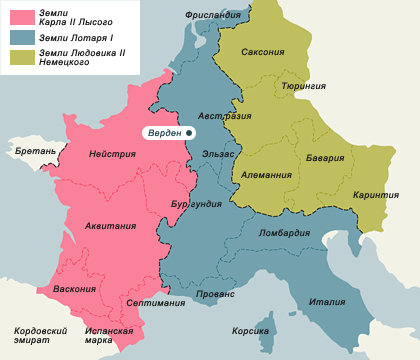 Земли
Карла II Лысого
Земли Лотаря I
Земли Людовика II
Немецкого
Фрисландия
Саксония
Тюрингия
Австразия
Верден
Бретань
Нейстрия
Эльзас
Бавария
Алеманния
Каринтия
Бургундия
Аквитания
Ломбардия
Васкония
Прованс
Септимания
Италия
Кордовский
эмират
Испанская
марка
Корсика